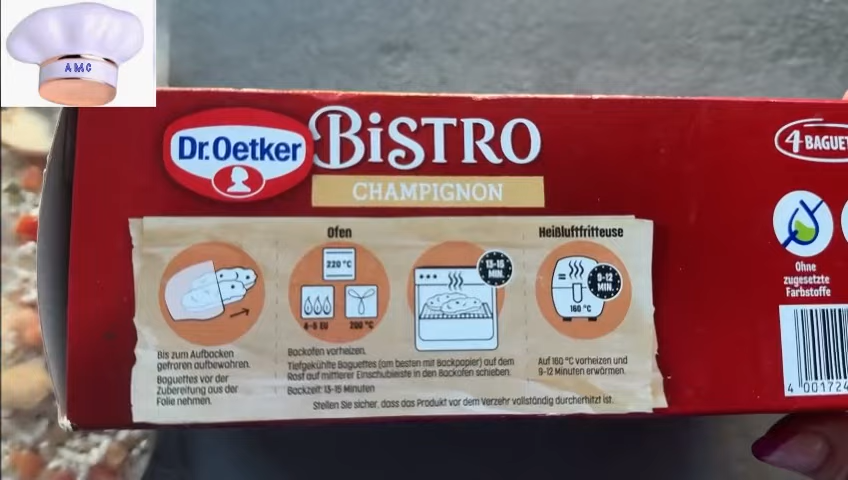 AMC
Dr.Oetker
BiSTRO
CHAMPIGNON
4 BAGUET
Ofen
Heißluftfritteuse
220 °C
4-5 EU
200 °C
13-15
MIN.
9-12
MIN.
160 °C
Ohne
zugesetzte
Farbstoffe
Bis zum Aufbacken
gefroren aufbewahren.
Baguettes vor der
Zubereitung aus der
Folie nehmen.
Backofen vorheizen.
Tiefgekühlte Baguettes (am besten mit Backpapier) auf dem
Rost auf mittlerer Einschubleiste in den Backofen schieben.
Backzeit: 13-15 Minuten
Auf 160 °C vorheizen und
9-12 Minuten erwärmen.
Stellen Sie sicher, dass das Produkt vor dem Verzehr vollständig durcherhitzt ist.
4 001724